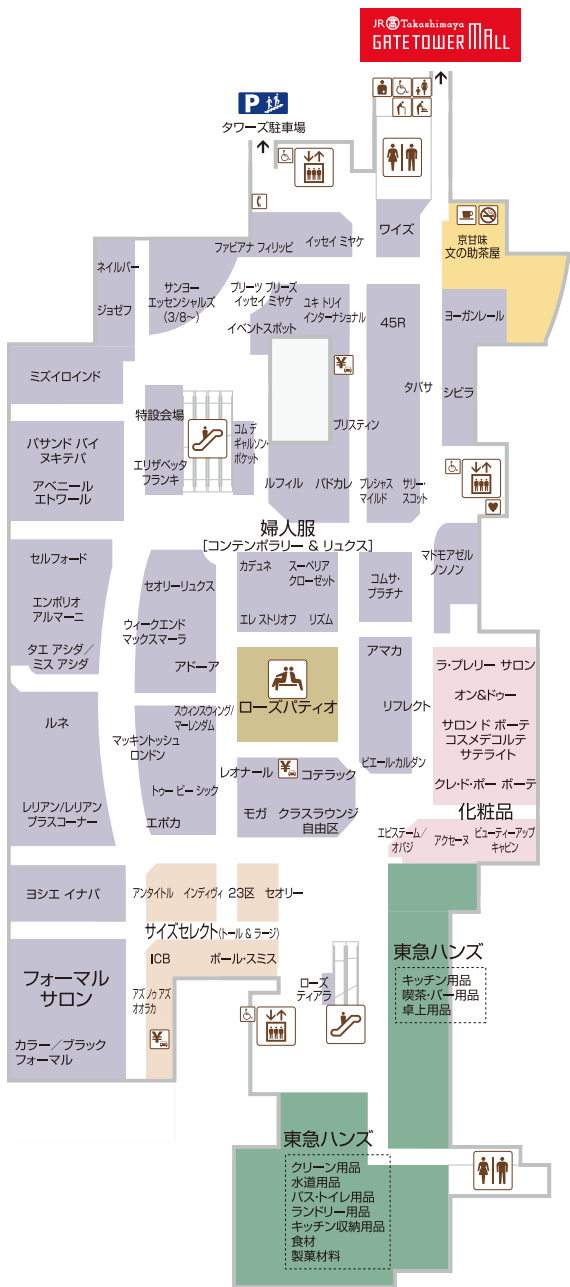 JR高Takashimaya
GATETOWER MALL
P
タワーズ駐車場
ファビアナ フィリッピ
イッセイ ミヤケ
ワイズ
京甘味
文の助茶屋
ネイルバー
ジョゼフ
サンヨー
エッセンシャルズ
(3/8〜)
プリーツ プリーズ
イッセイ ミヤケ
イベントスポット
ユキ トリイ
インターナショナル
45R
ヨーガンレール
ミズイロインド
特設会場
タバサ
シビラ
コム デ
ギャルソン・
ポケット
プリスティン
パサンド バイ
ヌキテパ
アベニール
エトワール
エリザベッタ
フランキ
ルフィル
パドカレ
プレシャス
マイルド
サリー・
スコット
婦人服
[コンテンポラリー & リュクス]
セルフォード
エンポリオ
アルマーニ
タエ アシダ/
ミス アシダ
セオリーリュクス
ウィークエンド
マックスマーラ
アドーア
カデュネ
スーペリア
クローゼット
エレ ストリオフ
リズム
コムサ・
プラチナ
マドモアゼル
ノンノン
ローズパティオ
アマカ
リフレクト
ピエール・カルダン
ラ・プレリー サロン
オン&ドゥー
サロン ド ボーテ
コスメデコルテ
サテライト
クレ・ド・ポー ボーテ
化粧品
エピステーム/
オバジ
アクセーヌ
ビューティーアップ
キャビン
ルネ
レリアン/レリアン
プラスコーナー
スウィンスウィング/
マーレンダム
マッキントッシュ
ロンドン
トゥー ビー シック
エポカ
レオナール
¥
コテラック
モガ
クラスラウンジ
自由区
ヨシエ イナバ
アンタイトル
インディヴィ
23区
セオリー
サイズセレクト(トール & ラージ)
ICB
ポール・スミス
アズ ノゥ アズ
オオラカ
¥
フォーマル
サロン
カラー/ブラック
フォーマル
ローズ
ティアラ
東急ハンズ
キッチン用品
喫茶・バー用品
卓上用品
東急ハンズ
クリーン用品
水道用品
バス・トイレ用品
ランドリー用品
キッチン収納用品
食材
製菓材料